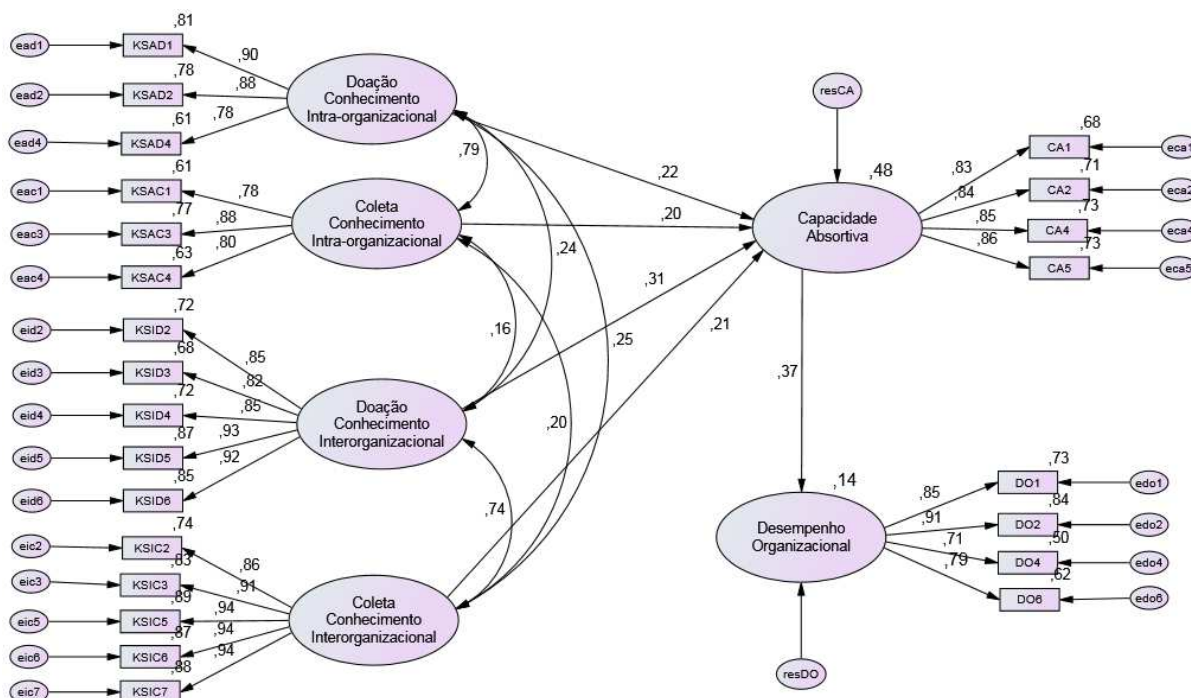 ,81
ead1
KSAD1
,90
,78
ead2
KSAD2
,88
,61
ead4
KSAD4
,78
Doação
Conhecimento
Intra-organizacional
,61
eac1
KSAC1
,78
,77
eac3
KSAC3
,88
,63
eac4
KSAC4
,80
Coleta
Conhecimento
Intra-organizacional
,72
eid2
KSID2
,85
,68
eid3
KSID3
,82
,72
eid4
KSID4
,85
,87
eid5
KSID5
,93
,85
eid6
KSID6
,92
Doação
Conhecimento
Interorganizacional
,74
eic2
KSIC2
,86
,83
eic3
KSIC3
,91
,89
eic5
KSIC5
,94
,87
eic6
KSIC6
,94
,88
eic7
KSIC7
,94
Coleta
Conhecimento
Interorganizacional
,79
,24
,16
,25
,20
,74
,22
,20
,31
,21
resCA
,48
Capacidade
Absortiva
,83
,68
CA1
eca1
,84
,71
CA2
eca2
,85
,73
CA4
eca4
,86
,73
CA5
eca5
,37
,14
Desempenho
Organizacional
resDO
,85
,73
DO1
edo1
,91
,84
DO2
edo2
,71
,50
DO4
edo4
,79
,62
DO6
edo6